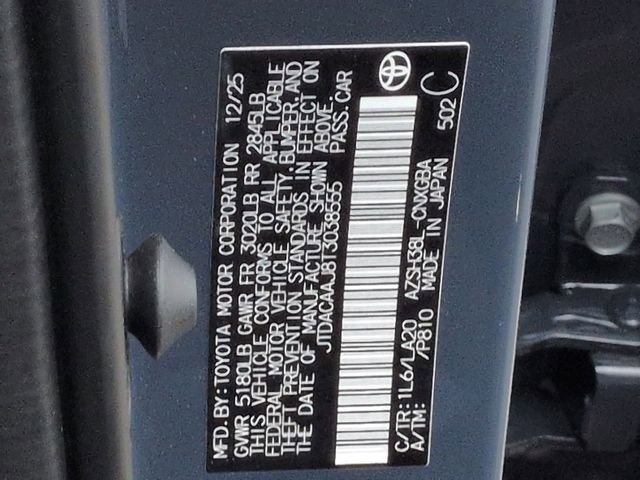 MFD. BY: TOYOTA MOTOR CORPORATION 12/25
GVWR 5180LB GAWR FR 3020LB RR 2845LB
THIS VEHICLE CONFORMS TO ALL APPLICABLE
FEDERAL MOTOR VEHICLE SAFETY, BUMPER, AND
THEFT PREVENTION STANDARDS IN EFFECT ON
THE DATE OF MANUFACTURE SHOWN ABOVE.
JTDACAAJ8T3038555 PASS. CAR
C/TR: 1L6/LA20 AZSH38L-CNXGBA
A/TM: /P810 MADE IN JAPAN
502 C